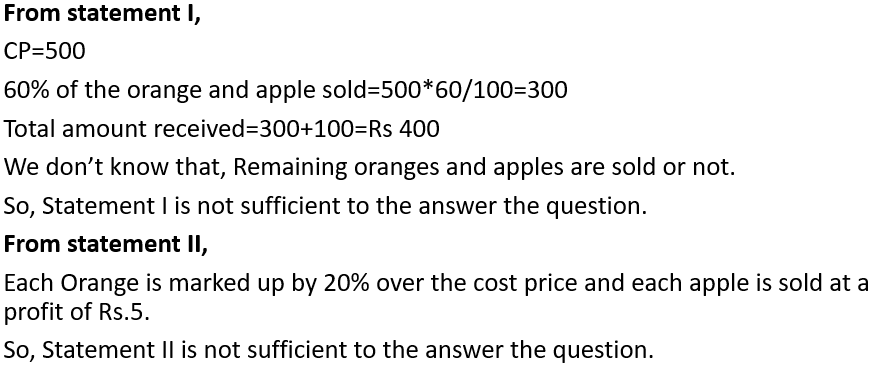 From statement I,
CP=500
60% of the orange and apple sold=500*60/100=300
Total amount received=300+100=Rs 400
We don’t know that, Remaining oranges and apples are sold or not.
So, Statement I is not sufficient to the answer the question.
From statement II,
Each Orange is marked up by 20% over the cost price and each apple is sold at a
profit of Rs.5.
So, Statement II is not sufficient to the answer the question.